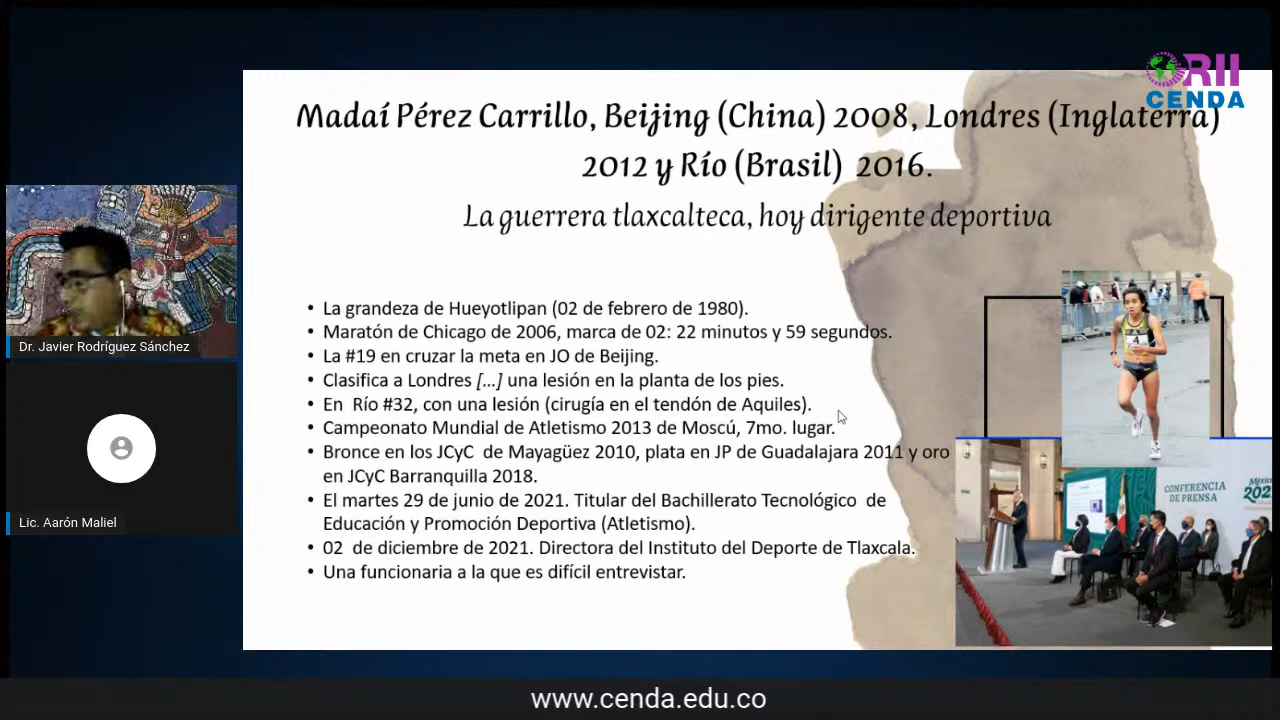 ORII
CENDA
Madaí Pérez Carrillo, Beijing (China) 2008, Londres (Inglaterra)
2012 y Río (Brasil) 2016.
La guerrera tlaxcalteca, hoy dirigente deportiva
• La grandeza de Hueyotlipan (02 de febrero de 1980).
• Maratón de Chicago de 2006, marca de 02: 22 minutos y 59 segundos.
• La #19 en cruzar la meta en JO de Beijing.
• Clasifica a Londres [...] una lesión en la planta de los pies.
• En Río #32, con una lesión (cirugía en el tendón de Aquiles).
• Campeonato Mundial de Atletismo 2013 de Moscú, 7mo. lugar.
• Bronce en los JCyC de Mayagüez 2010, plata en JP de Guadalajara 2011 y oro
en JCyC Barranquilla 2018.
• El martes 29 de junio de 2021. Titular del Bachillerato Tecnológico de
Educación y Promoción Deportiva (Atletismo).
• 02 de diciembre de 2021. Directora del Instituto del Deporte de Tlaxcala.
• Una funcionaria a la que es difícil entrevistar.
4
CONFERENCIA
DE PRENSA
México
202
Dr. Javier Rodríguez Sánchez
Lic. Aarón Maliel
www.cenda.edu.co